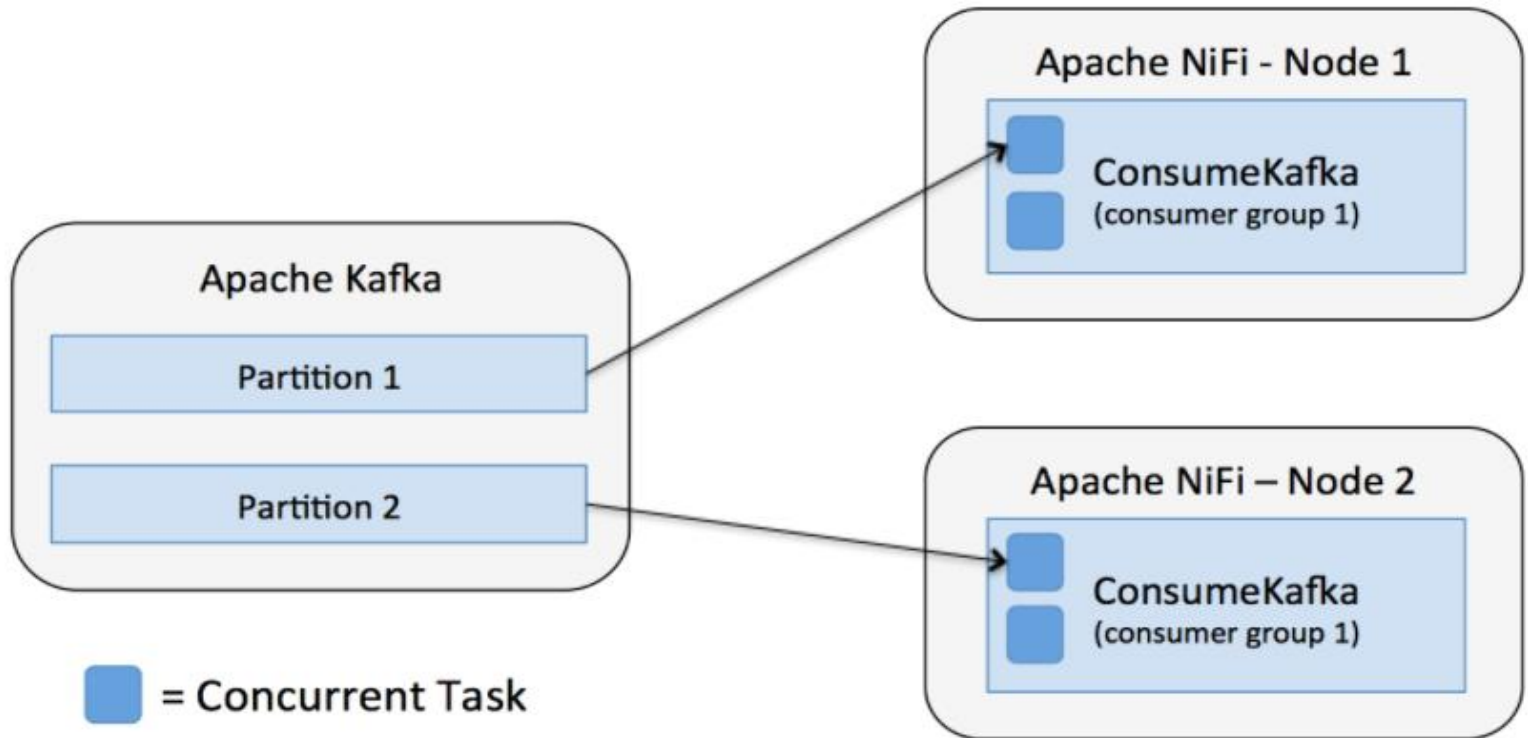 Apache Kafka
Partition 1
Partition 2
= Concurrent Task
Apache NiFi - Node 1
ConsumeKafka
(consumer group 1)
Apache NiFi – Node 2
ConsumeKafka
(consumer group 1)